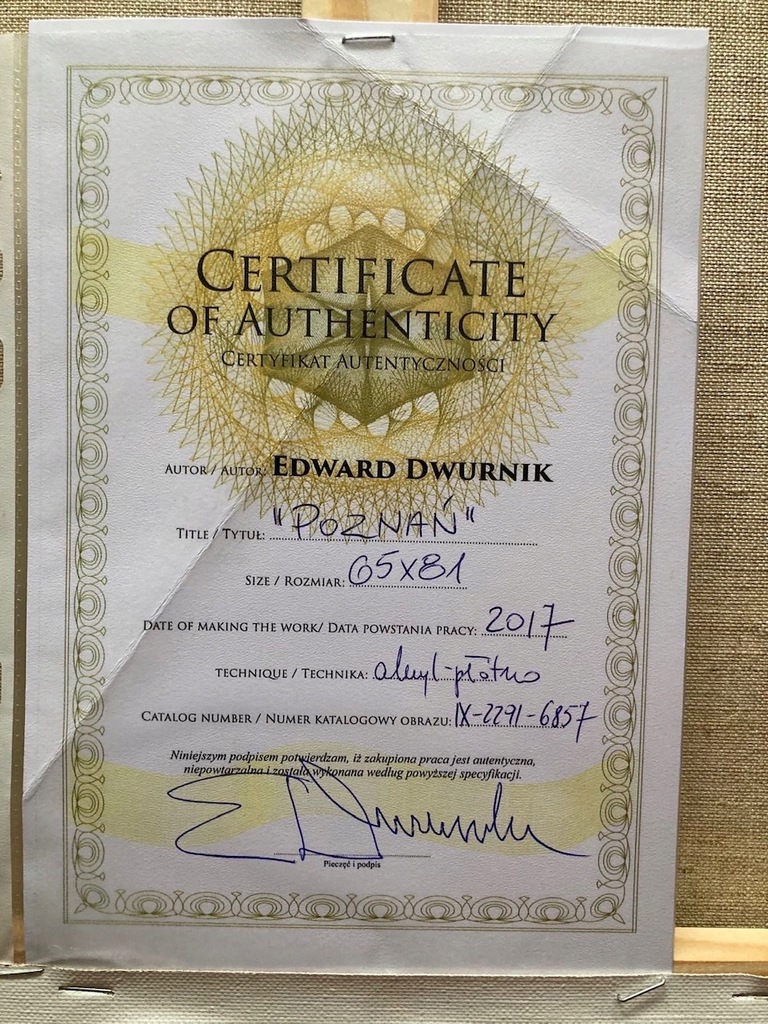 CERTIFICATE
OF AUTHENTICITY
CERTYFIKAT AUTENTYCZNOŚCI
AUTOR / AUTOR: EDWARD DWURNIK
TITLE / TYTUŁ: "POZNAŃ"
SIZE / ROZMIAR: 65x81
DATE OF MAKING THE WORK/ DATA POWSTANIA PRACY: 2017
TECHNIQUE / TECHNIKA: akryl-płótno
CATALOG NUMBER / NUMER KATALOGOWY OBRAZU: IX-2291-6857
Niniejszym podpisem potwierdzam, iż zakupiona praca jest autentyczna,
niepowtarzalna i została wykonana według powyższej specyfikacji.
E Dwurnik
Pieczęć i podpis